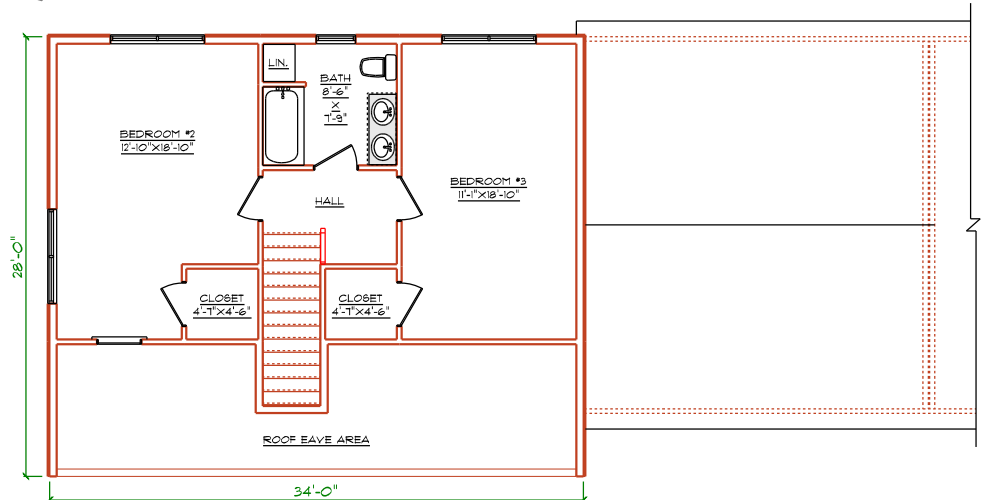 LIN.
BATH
8'-6"
X
7'-9"
BEDROOM #2
12'-10"X18'-10"
BEDROOM #3
11'-1"X18'-10"
HALL
28'-0"
CLOSET
4'-7"X4'-6"
CLOSET
4'-7"X4'-6"
ROOF EAVE AREA
34'-0"